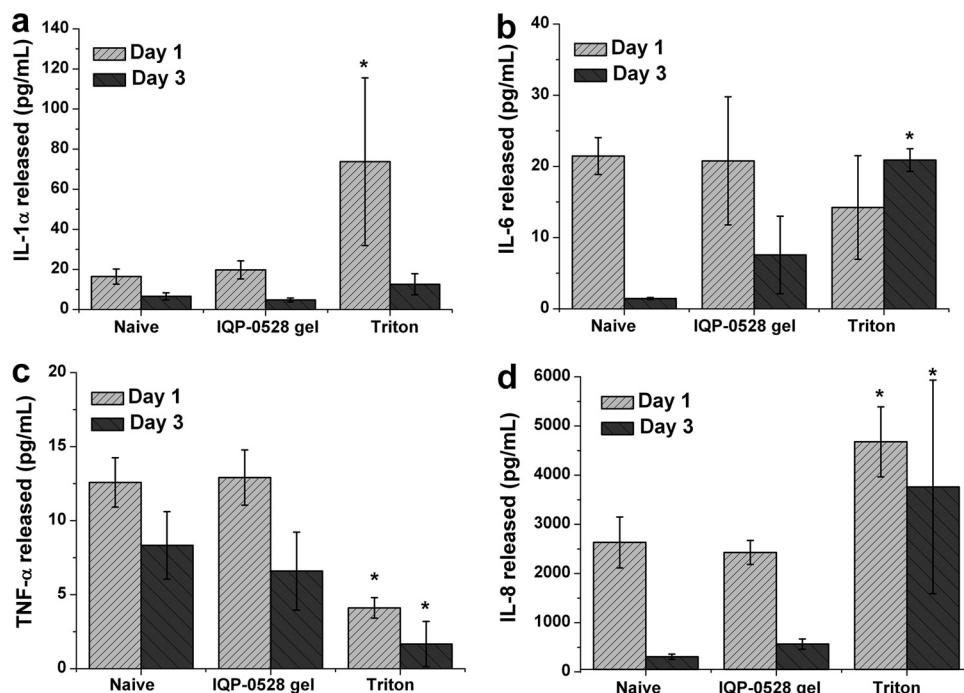 a
IL-1α released (pg/mL)
140
120
100
80
60
40
20
0
Day 1
Day 3
*
Naive IQP-0528 gel Triton
b
IL-6 released (pg/mL)
40
30
20
10
0
Day 1
Day 3
*
Naive IQP-0528 gel Triton
c
TNF-α released (pg/mL)
20
15
10
5
0
Day 1
Day 3
* *
Naive IQP-0528 gel Triton
d
IL-8 released (pg/mL)
6000
5000
4000
3000
2000
1000
0
Day 1
Day 3
* *
Naive IQP-0528 gel Triton